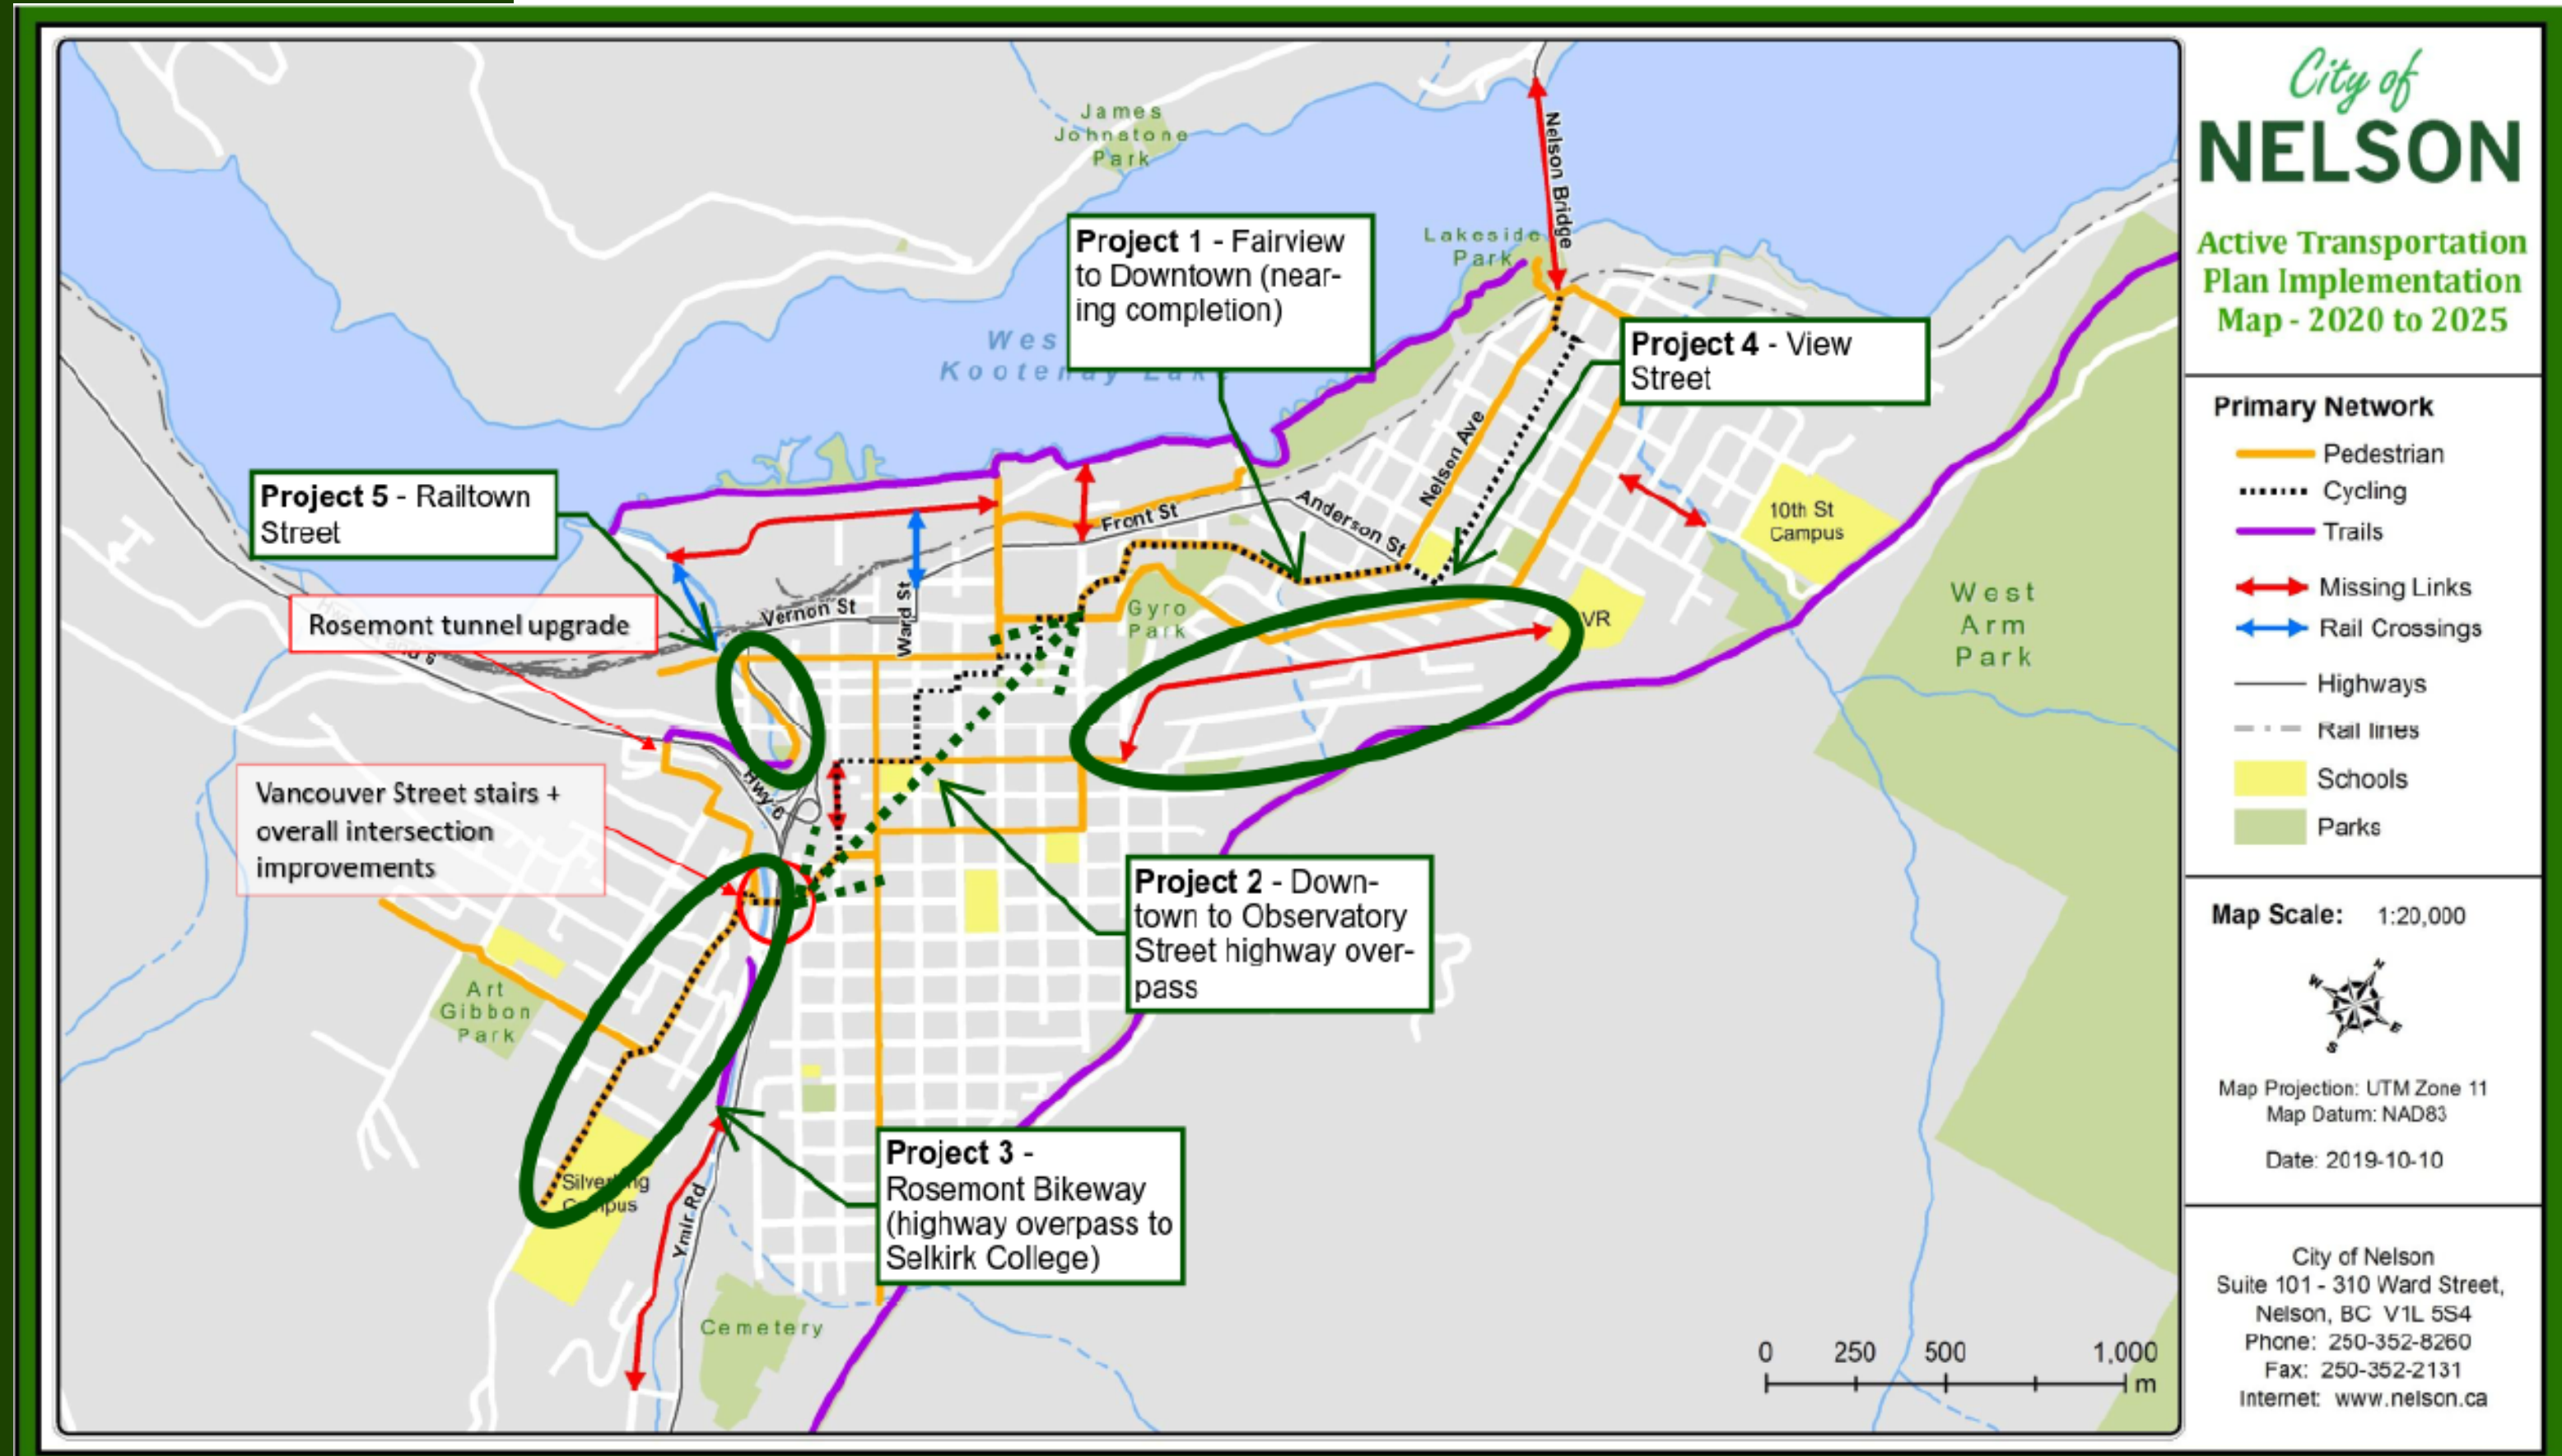 City of
NELSON
Active Transportation
Plan Implementation
Map - 2020 to 2025
Primary Network
Pedestrian
Cycling
Trails
Missing Links
Rail Crossings
Highways
Rail lines
Schools
Parks
Map Scale: 1:20,000
N
W
E
S
Map Projection: UTM Zone 11
Map Datum: NAD83
Date: 2019-10-10
City of Nelson
Suite 101 - 310 Ward Street,
Nelson, BC V1L 5S4
Phone: 250-352-8260
Fax: 250-352-2131
Internet: www.nelson.ca
James
Johnstone
Park
Nelson Bridge
Lakeside
Park
Project 1 - Fairview
to Downtown (near-
ing completion)
Wes
Kootenay Lake
Project 4 - View
Street
Nelson Ave
Project 5 - Railtown
Street
Front St
Anderson St
10th St
Campus
Rosemont tunnel upgrade
Vernon St
Ward St
Gyro
Park
VR
West
Arm
Park
Hwy 6
Vancouver Street stairs +
overall intersection
improvements
Project 2 - Down-
town to Observatory
Street highway over-
pass
Art
Gibbon
Park
Project 3 -
Rosemont Bikeway
(highway overpass to
Selkirk College)
Ymir Rd
Cemetery
0 250 500 1,000
m